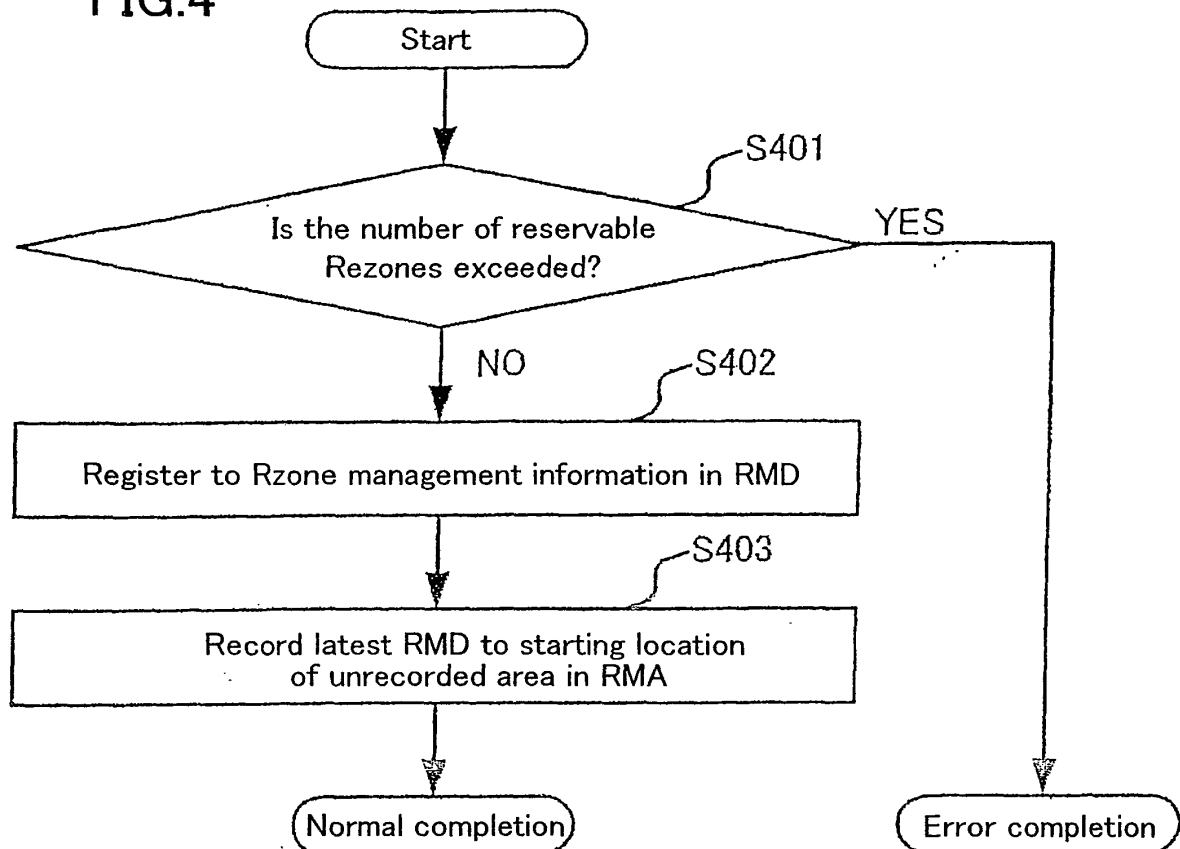 FIG.4
Start
S401
Is the number of reservable
Rezones exceeded?
YES
NO
S402
Register to Rzone management information in RMD
S403
Record latest RMD to starting location
of unrecorded area in RMA
Normal completion
Error completion